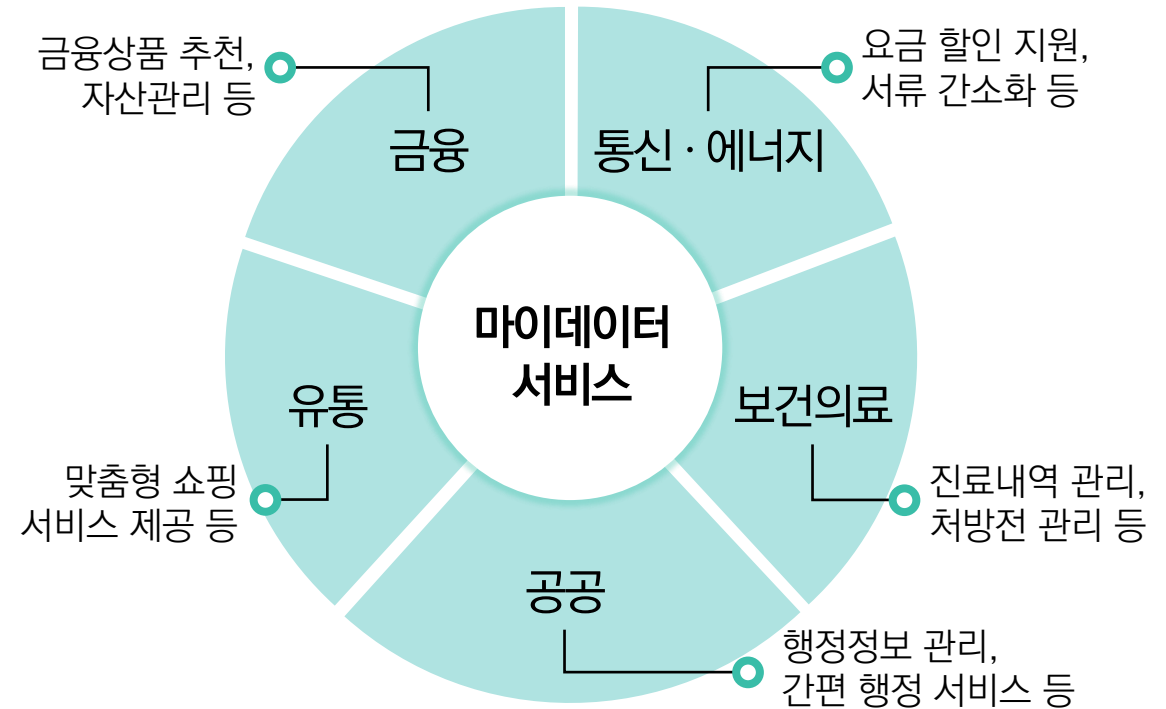 금융상품 추천,
자산관리 등
금융
요금 할인 지원,
서류 간소화 등
통신 · 에너지
마이데이터
서비스
유통
맞춤형 쇼핑
서비스 제공 등
보건의료
진료내역 관리,
처방전 관리 등
공공
행정정보 관리,
간편 행정 서비스 등